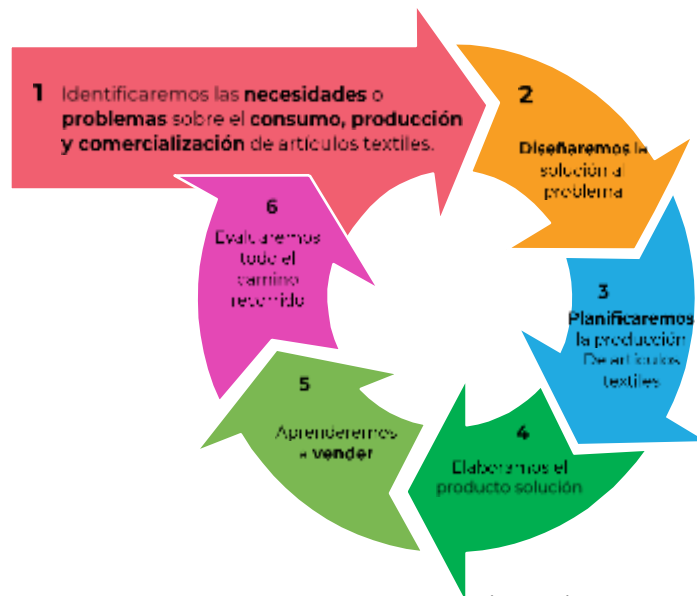 1 Identificaremos las necesidades o
problemas sobre el consumo, producción
y comercialización de artículos textiles.
2
Diseñaremos la
solución al
problema
3
Planificaremos
la producción
De artículos
textiles
4
Elaboramos el
producto solución
5
Aprenderemos
a vender
6
Evaluaremos
todo el
camino
recorrido